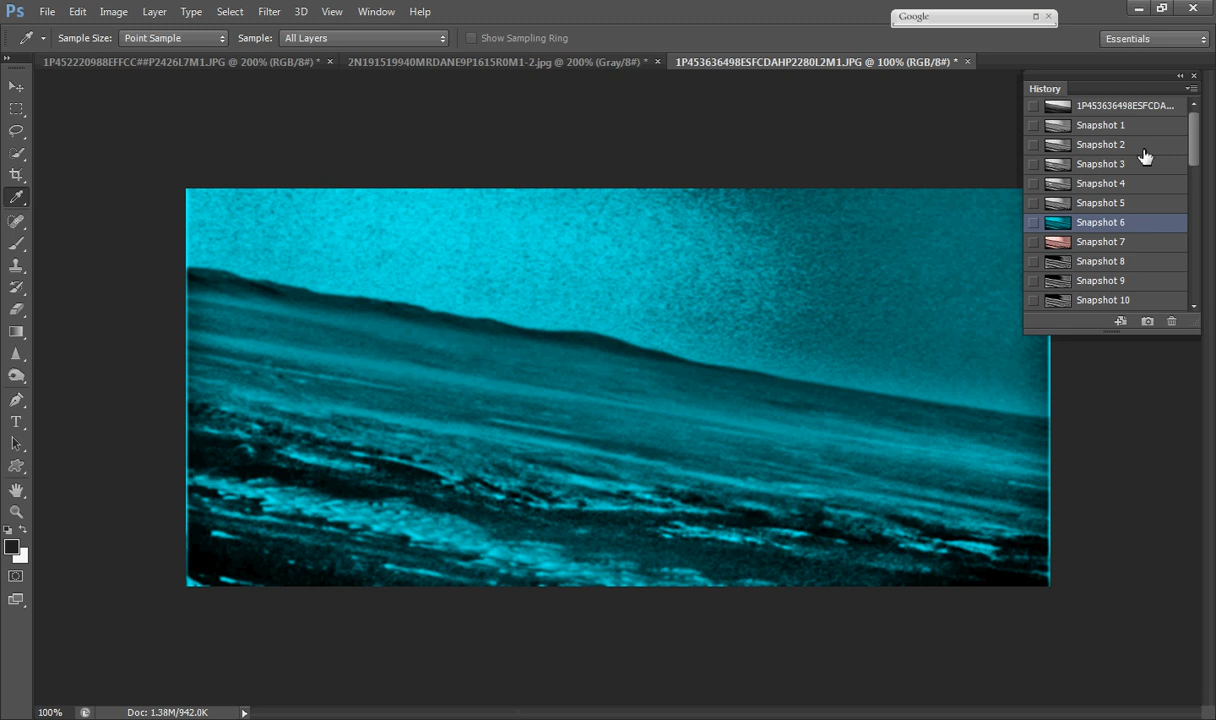 Ps File Edit Image Layer Type Select Filter 3D View Window Help
Google
Sample Size: Point Sample Sample: All Layers Show Sampling Ring Essentials
1P452220988EFFCC##P2426L7M1.JPG @ 200% (RGB/8#) * 2N191519940MRDANE9P1615R0M1-2.jpg @ 200% (Gray/8#) * 1P453636498ESFCDAHP2280L2M1.JPG @ 100% (RGB/8#) *
History
1P453636498ESFCDA...
Snapshot 1
Snapshot 2
Snapshot 3
Snapshot 4
Snapshot 5
Snapshot 6
Snapshot 7
Snapshot 8
Snapshot 9
Snapshot 10
T
100% Doc: 1.38M/942.0K